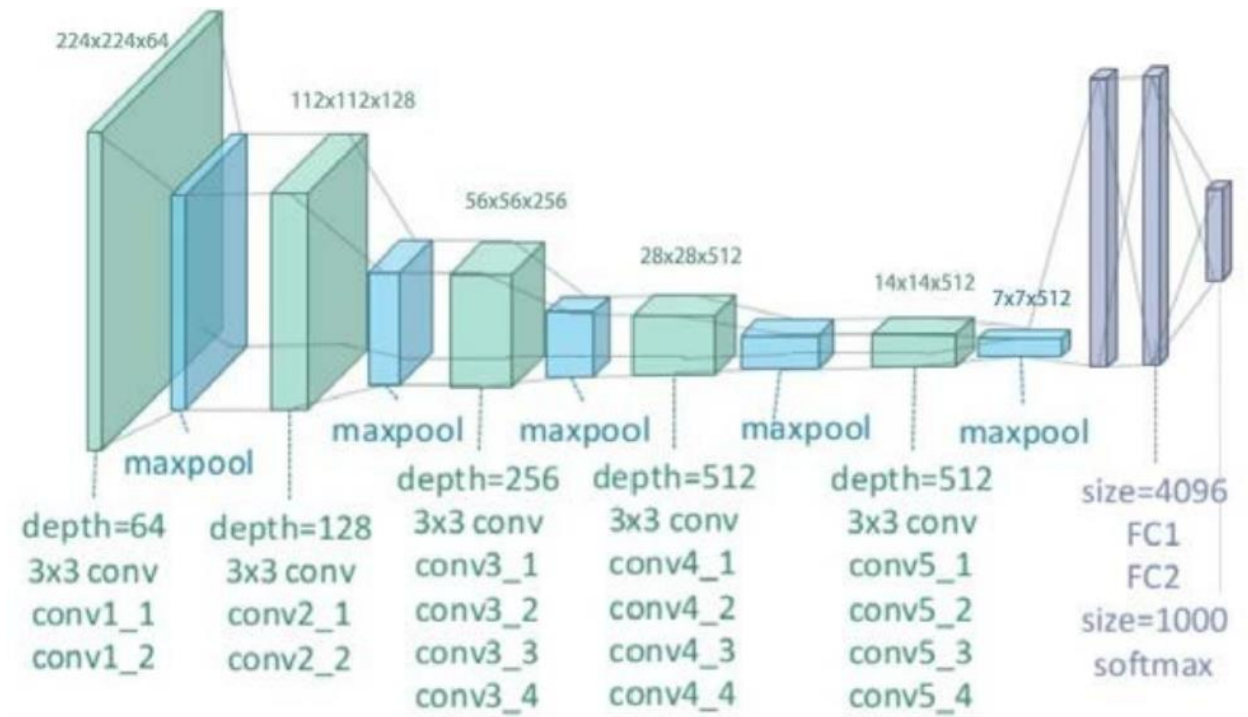 224x224x64
112x112x128
56x56x256
28x28x512
14x14x512
7x7x512
maxpool
maxpool
maxpool
maxpool
maxpool
depth=64
3x3 conv
conv1_1
conv1_2
depth=128
3x3 conv
conv2_1
conv2_2
depth=256
3x3 conv
conv3_1
conv3_2
conv3_3
conv3_4
depth=512
3x3 conv
conv4_1
conv4_2
conv4_3
conv4_4
depth=512
3x3 conv
conv5_1
conv5_2
conv5_3
conv5_4
size=4096
FC1
FC2
size=1000
softmax